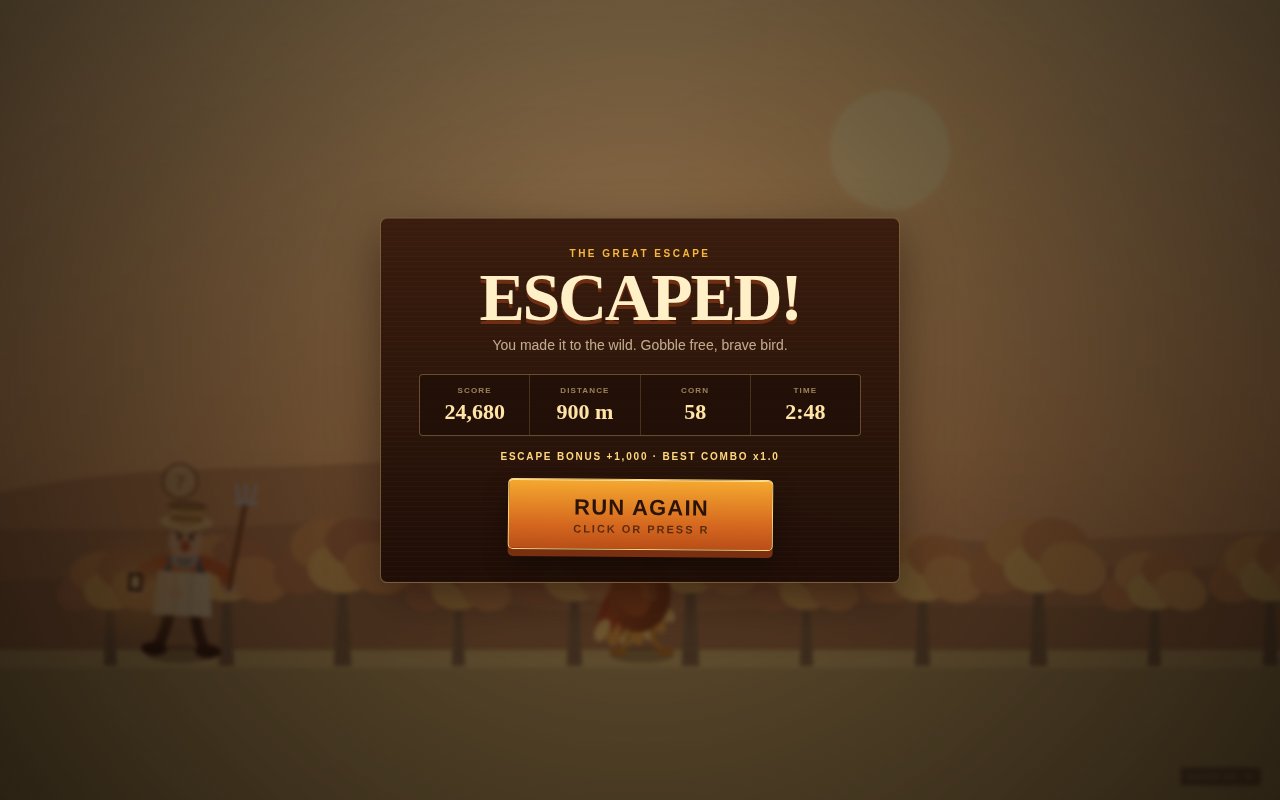 THE GREAT ESCAPE
ESCAPED!
You made it to the wild. Gobble free, brave bird.
SCORE DISTANCE CORN TIME
24,680 900 m 58 2:48
ESCAPE BONUS +1,000 · BEST COMBO x1.0
RUN AGAIN
CLICK OR PRESS R